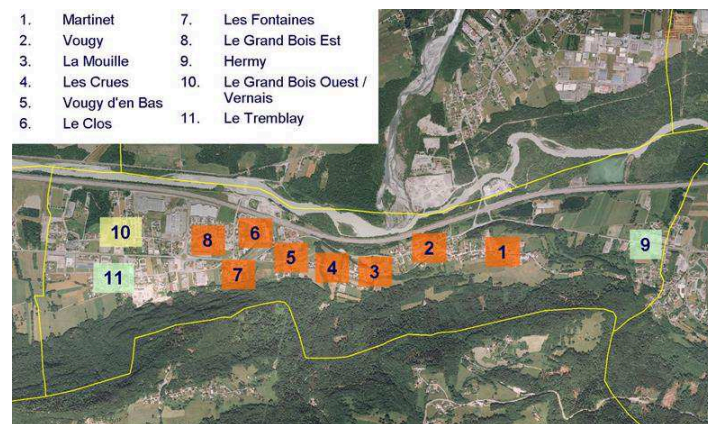 1. Martinet
2. Vougy
3. La Mouille
4. Les Crues
5. Vougy d'en Bas
6. Le Clos
7. Les Fontaines
8. Le Grand Bois Est
9. Hermy
10. Le Grand Bois Ouest /
Vernais
11. Le Tremblay
10
8
6
11
7
5
4
3
2
1
9